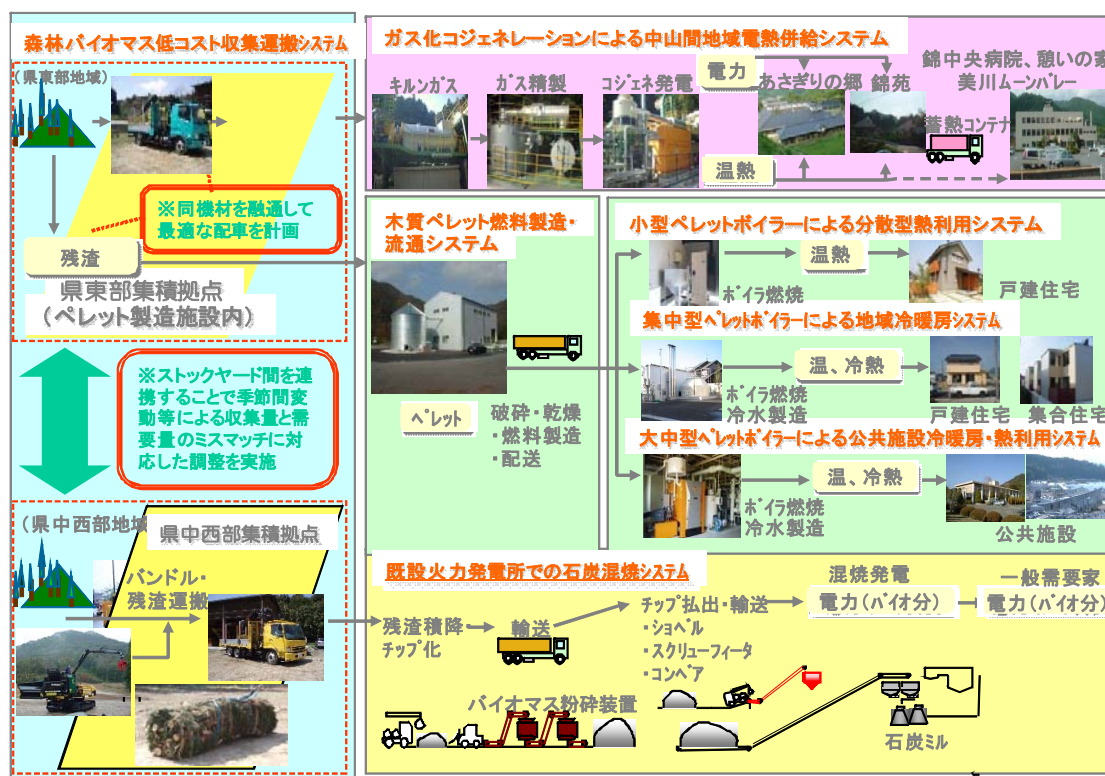 森林バイオマス低コスト収集運搬システム
(県東部地域)
※同機材を融通して
最適な配車を計画
残渣
県東部集積拠点
(ペレット製造施設内)
※ストックヤード間を連
携することで季節間変
動等による収集量と需
要量のミスマッチに対
応した調整を実施
(県中西部地域
県中西部集積拠点
バンドル・
残渣運搬
ガス化コジェネレーションによる中山間地域電熱併給システム
キルンガス
ガス精製
コジェネ発電
電力
あさぎりの郷
錦苑
錦中央病院、憩いの家
美川ムーンバレー
蓄熱コンテナ
温熱
木質ペレット燃料製造・
流通システム
ペレット
破砕・乾燥
・燃料製造
・配送
小型ペレットボイラーによる分散型熱利用システム
ボイラ燃焼
温熱
戸建住宅
集中型ペレットボイラーによる地域冷暖房システム
ボイラ燃焼
冷水製造
温、冷熱
戸建住宅
集合住宅
大中型ペレットボイラーによる公共施設冷暖房・熱利用システム
ボイラ燃焼
冷水製造
温、冷熱
公共施設
既設火力発電所での石炭混焼システム
残渣積降・
チップ化
輸送
チップ払出・輸送
・ショベル
・スクリューフィータ
・コンベア
混焼発電
電力(バイオ分)
一般需要家
電力(バイオ分)
バイオマス粉砕装置
石炭ミル